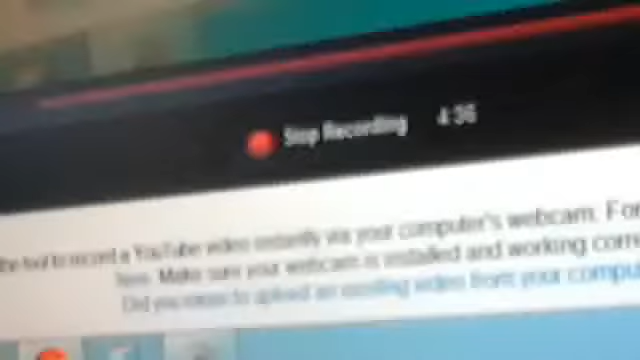 Stop Recording 4:36
the tool to record a YouTube video instantly via your computer's webcam. For
here. Make sure your webcam is installed and working corre
Did you mean to upload an existing video from your compu